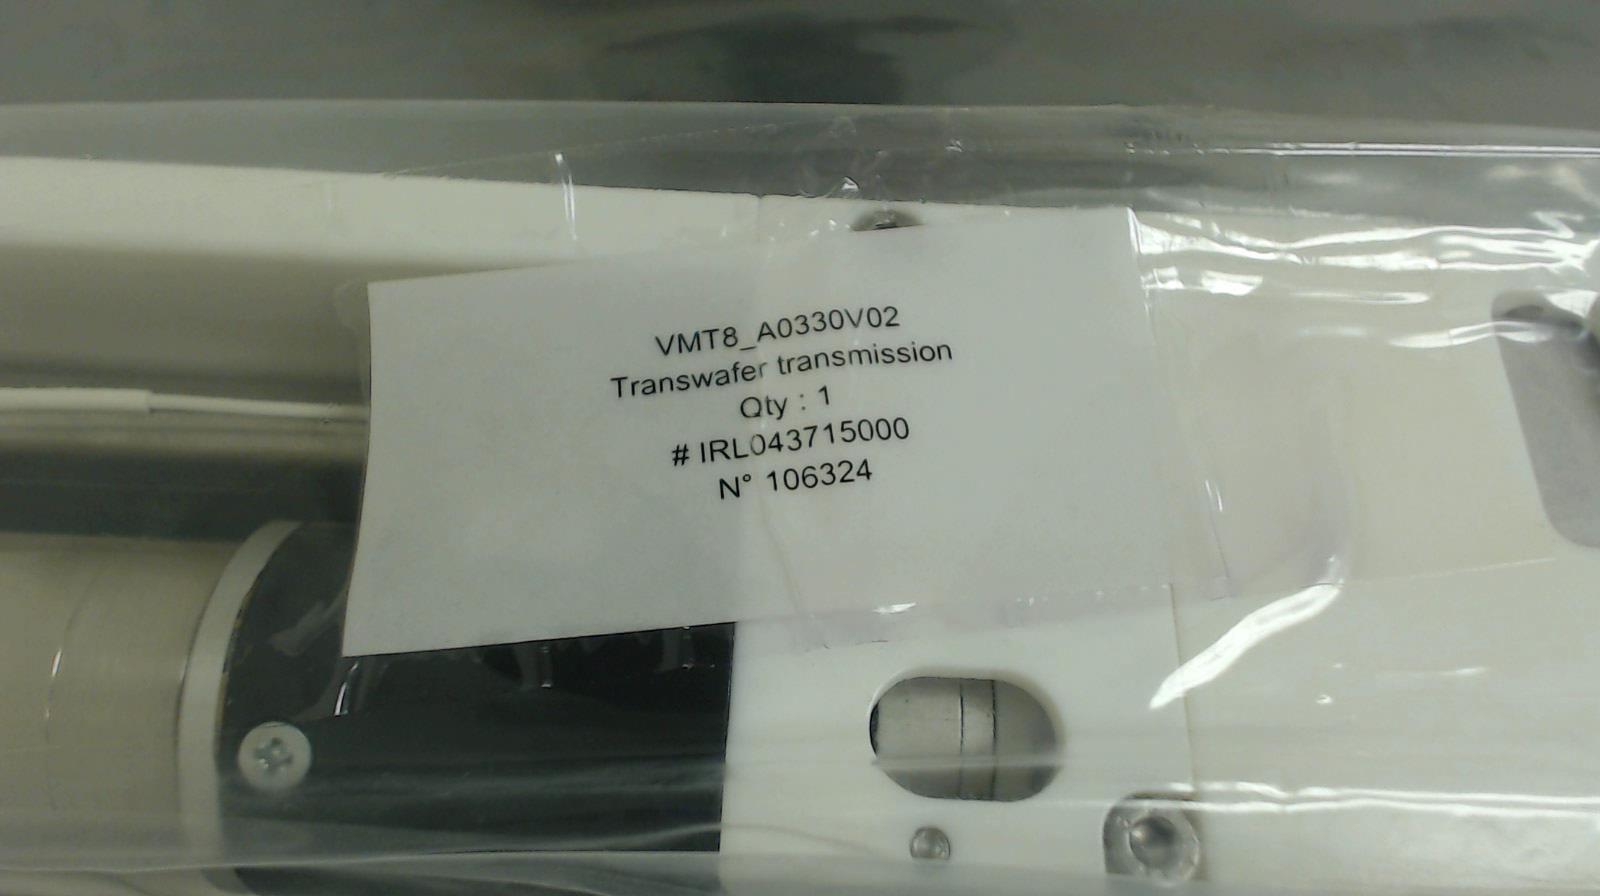 VMT8_A0330V02
Transwafer transmission
Qty : 1
# IRL043715000
N° 106324